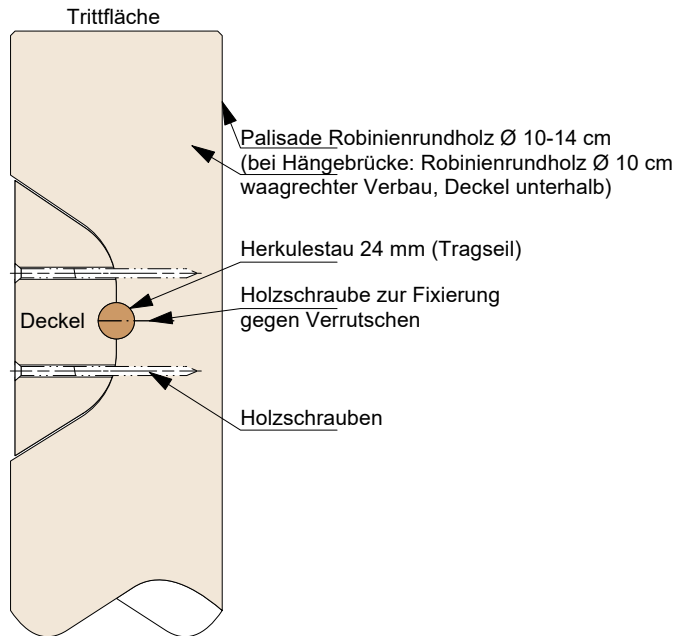 Trittfläche
Palisade Robinienrundholz Ø 10-14 cm
(bei Hängebrücke: Robinienrundholz Ø 10 cm
waagrechter Verbau, Deckel unterhalb)
Herkulestau 24 mm (Tragseil)
Holzschraube zur Fixierung
gegen Verrutschen
Deckel
Holzschrauben